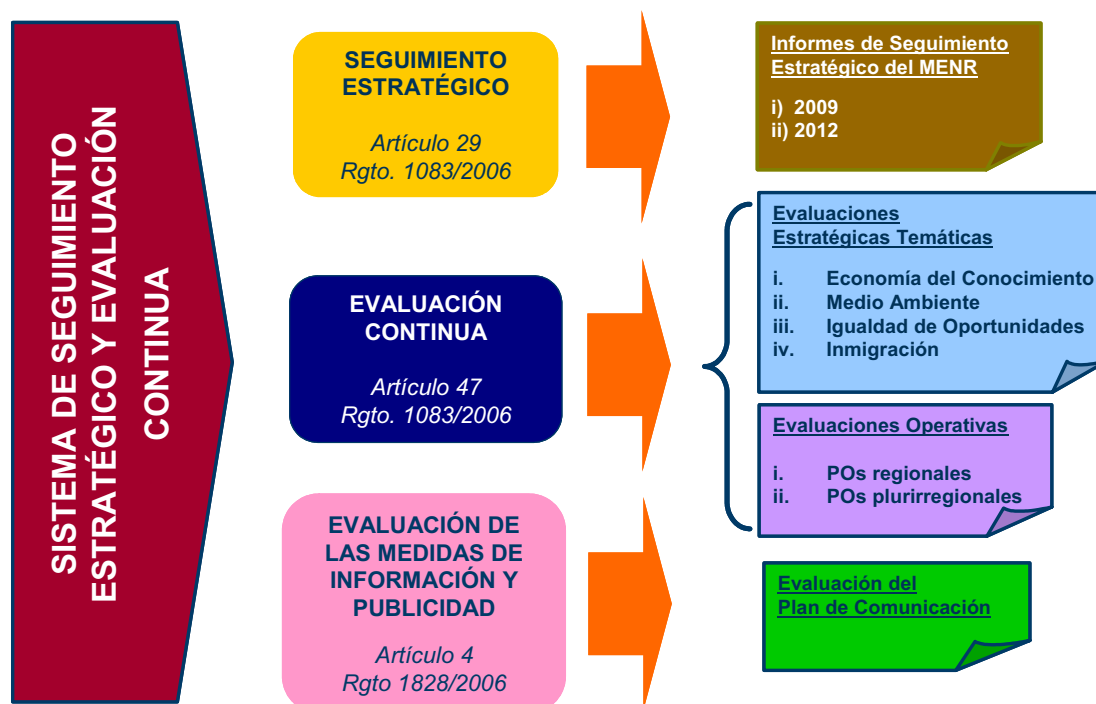 SISTEMA DE SEGUIMIENTO
ESTRATÉGICO Y EVALUACIÓN
CONTINUA
SEGUIMIENTO
ESTRATÉGICO
Artículo 29
Rgto. 1083/2006
Informes de Seguimiento
Estratégico del MENR
i) 2009
ii) 2012
EVALUACIÓN
CONTINUA
Artículo 47
Rgto. 1083/2006
Evaluaciones
Estratégicas Temáticas
i. Economía del Conocimiento
ii. Medio Ambiente
iii. Igualdad de Oportunidades
iv. Inmigración
Evaluaciones Operativas
i. POs regionales
ii. POs plurirregionales
EVALUACIÓN DE
LAS MEDIDAS DE
INFORMACIÓN Y
PUBLICIDAD
Artículo 4
Rgto 1828/2006
Evaluación del
Plan de Comunicación